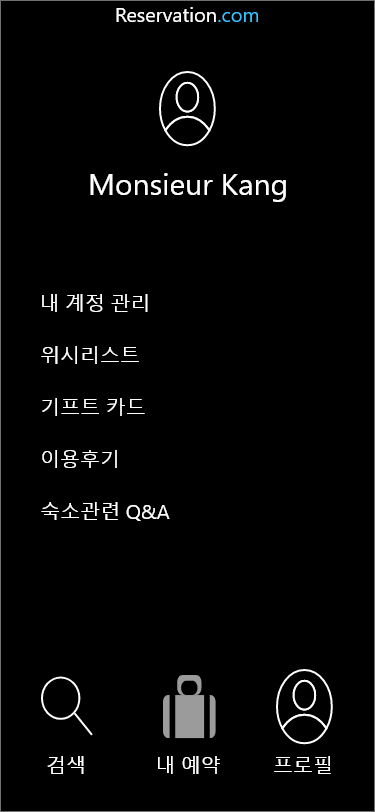 Reservation.com
Monsieur Kang
내 계정 관리
위시리스트
기프트 카드
이용후기
숙소관련 Q&A
검색
내 예약
프로필